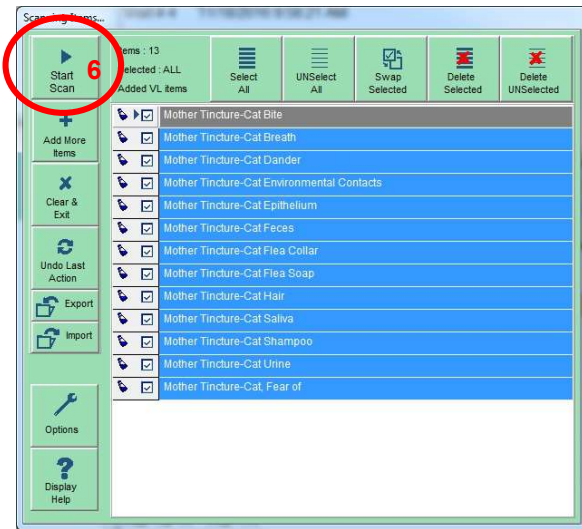 Scanning Items...
Start
Scan
6
Items : 13
Selected : ALL
Added VL items
Select
All
UNSelect
All
Swap
Selected
Delete
Selected
Delete
UNSelected
Add More
Items
Clear &
Exit
Undo Last
Action
Export
Import
Options
Display
Help
Mother Tincture-Cat Bite
Mother Tincture-Cat Breath
Mother Tincture-Cat Dander
Mother Tincture-Cat Environmental Contacts
Mother Tincture-Cat Epithelium
Mother Tincture-Cat Feces
Mother Tincture-Cat Flea Collar
Mother Tincture-Cat Flea Soap
Mother Tincture-Cat Hair
Mother Tincture-Cat Saliva
Mother Tincture-Cat Shampoo
Mother Tincture-Cat Urine
Mother Tincture-Cat, Fear of